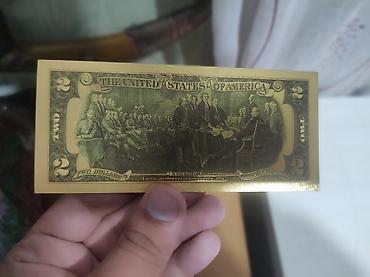 2 THE UNITED STATES OF AMERICA 2
TWO
TWO
2 2
TWO DOLLARS